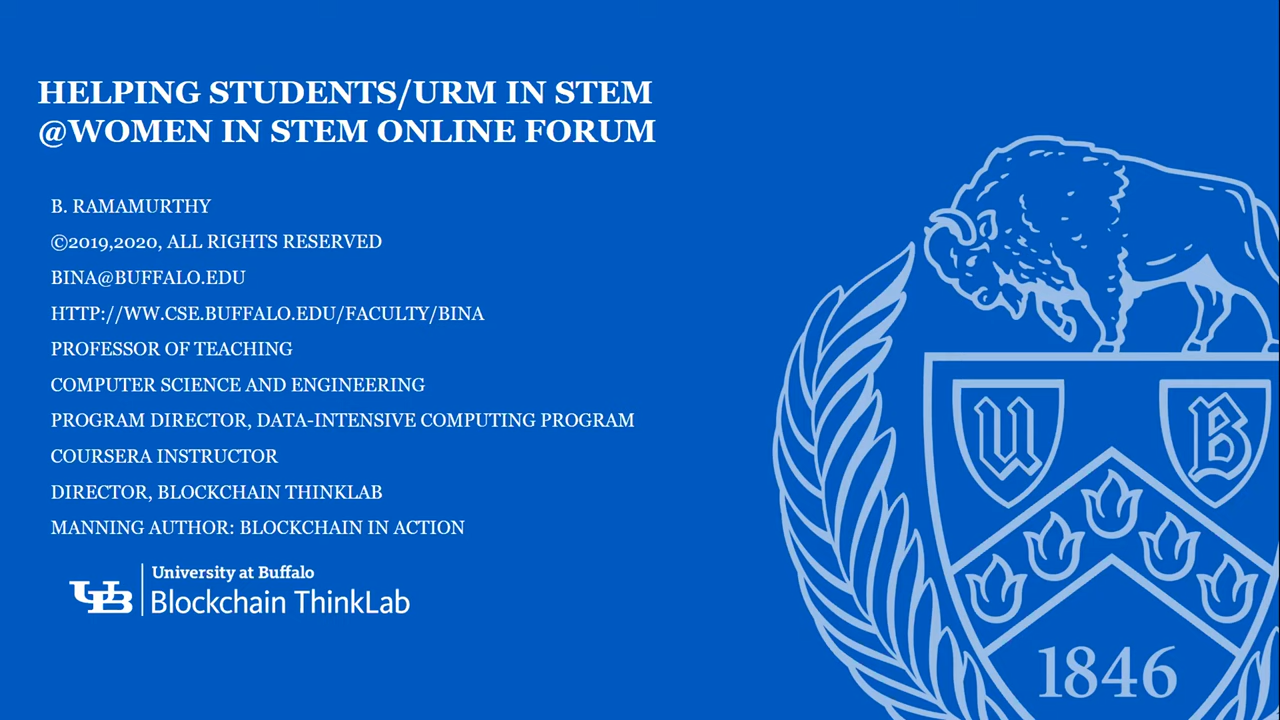 HELPING STUDENTS/URM IN STEM
@WOMEN IN STEM ONLINE FORUM
B. RAMAMURTHY
©2019,2020, ALL RIGHTS RESERVED
BINA@BUFFALO.EDU
HTTP://WW.CSE.BUFFALO.EDU/FACULTY/BINA
PROFESSOR OF TEACHING
COMPUTER SCIENCE AND ENGINEERING
PROGRAM DIRECTOR, DATA-INTENSIVE COMPUTING PROGRAM
COURSERA INSTRUCTOR
DIRECTOR, BLOCKCHAIN THINKLAB
MANNING AUTHOR: BLOCKCHAIN IN ACTION
UB University at Buffalo
Blockchain ThinkLab
U B
1846